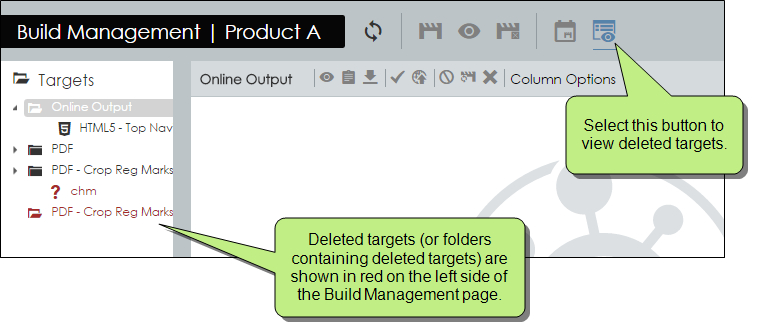 Build Management | Product A
Targets
Online Output
HTML5 - Top Nav
PDF
PDF - Crop Reg Marks
chm
PDF - Crop Reg Marks
Online Output
Column Options
Select this button to
view deleted targets.
Deleted targets (or folders
containing deleted targets) are
shown in red on the left side of
the Build Management page.